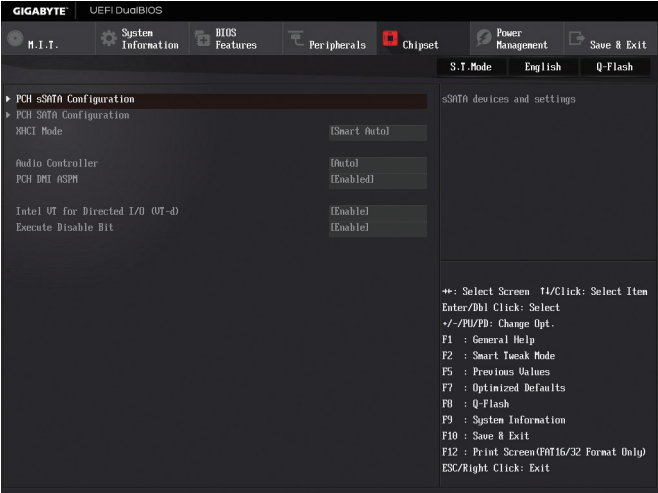 GIGABYTE™ UEFI DualBIOS
M.I.T.
System Information
BIOS Features
Peripherals
Chipset
Power Management
Save & Exit
S.T.Mode English Q-Flash
PCH sSATA Configuration
PCH SATA Configuration
XHCI Mode [Smart Auto]
Audio Controller [Auto]
PCH DMI ASPM [Enabled]
Intel VT for Directed I/O (VT-d) [Enable]
Execute Disable Bit [Enable]
sSATA devices and settings
→←: Select Screen ↑↓/Click: Select Item
Enter/Dbl Click: Select
+/-/PU/PD: Change Opt.
F1 : General Help
F2 : Smart Tweak Mode
F5 : Previous Values
F7 : Optimized Defaults
F8 : Q-Flash
F9 : System Information
F10 : Save & Exit
F12 : Print Screen(FAT16/32 Format Only)
ESC/Right Click: Exit